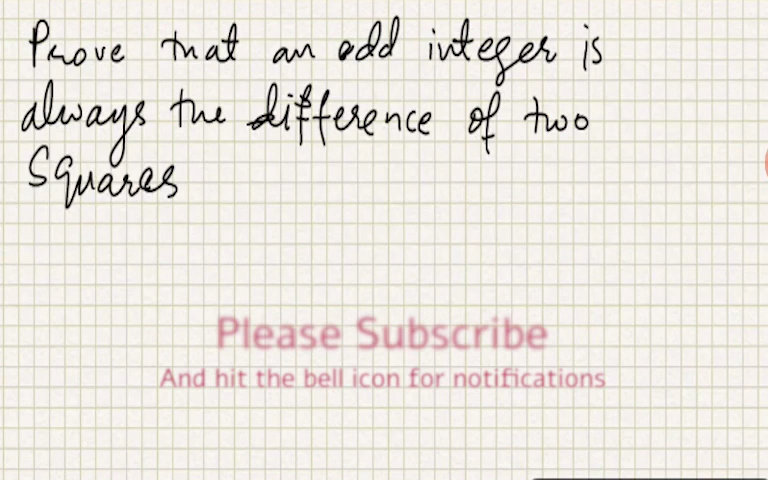 Prove that an odd integer is
always the difference of two
Squares
Please Subscribe
And hit the bell icon for notifications